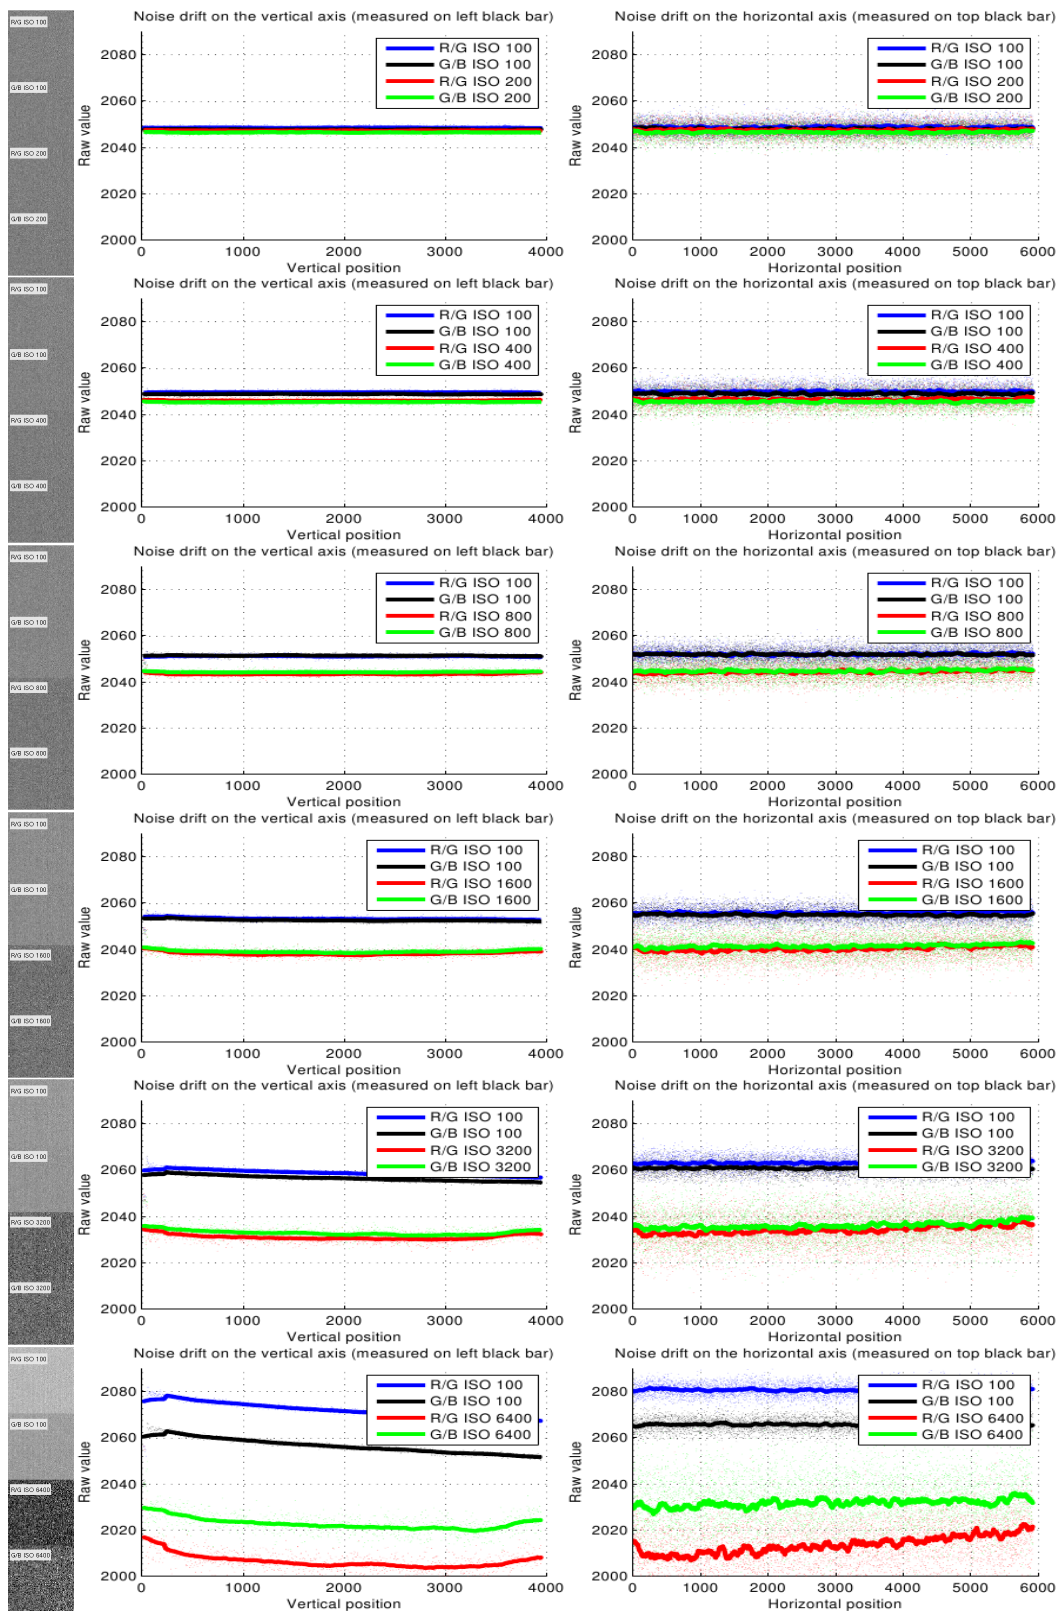 R/G ISO 100
G/B ISO 100
R/G ISO 200
G/B ISO 200
Noise drift on the vertical axis (measured on left black bar)
Raw value
2080
2060
2040
2020
2000
R/G ISO 100
G/B ISO 100
R/G ISO 200
G/B ISO 200
0 1000 2000 3000 4000
Vertical position
Noise drift on the horizontal axis (measured on top black bar)
Raw value
2080
2060
2040
2020
2000
R/G ISO 100
G/B ISO 100
R/G ISO 200
G/B ISO 200
0 1000 2000 3000 4000 5000 6000
Horizontal position
R/G ISO 100
G/B ISO 100
R/G ISO 400
G/B ISO 400
Noise drift on the vertical axis (measured on left black bar)
Raw value
2080
2060
2040
2020
2000
R/G ISO 100
G/B ISO 100
R/G ISO 400
G/B ISO 400
0 1000 2000 3000 4000
Vertical position
Noise drift on the horizontal axis (measured on top black bar)
Raw value
2080
2060
2040
2020
2000
R/G ISO 100
G/B ISO 100
R/G ISO 400
G/B ISO 400
0 1000 2000 3000 4000 5000 6000
Horizontal position
R/G ISO 100
G/B ISO 100
R/G ISO 800
G/B ISO 800
Noise drift on the vertical axis (measured on left black bar)
Raw value
2080
2060
2040
2020
2000
R/G ISO 100
G/B ISO 100
R/G ISO 800
G/B ISO 800
0 1000 2000 3000 4000
Vertical position
Noise drift on the horizontal axis (measured on top black bar)
Raw value
2080
2060
2040
2020
2000
R/G ISO 100
G/B ISO 100
R/G ISO 800
G/B ISO 800
0 1000 2000 3000 4000 5000 6000
Horizontal position
R/G ISO 100
G/B ISO 100
R/G ISO 1600
G/B ISO 1600
Noise drift on the vertical axis (measured on left black bar)
Raw value
2080
2060
2040
2020
2000
R/G ISO 100
G/B ISO 100
R/G ISO 1600
G/B ISO 1600
0 1000 2000 3000 4000
Vertical position
Noise drift on the horizontal axis (measured on top black bar)
Raw value
2080
2060
2040
2020
2000
R/G ISO 100
G/B ISO 100
R/G ISO 1600
G/B ISO 1600
0 1000 2000 3000 4000 5000 6000
Horizontal position
R/G ISO 100
G/B ISO 100
R/G ISO 3200
G/B ISO 3200
Noise drift on the vertical axis (measured on left black bar)
Raw value
2080
2060
2040
2020
2000
R/G ISO 100
G/B ISO 100
R/G ISO 3200
G/B ISO 3200
0 1000 2000 3000 4000
Vertical position
Noise drift on the horizontal axis (measured on top black bar)
Raw value
2080
2060
2040
2020
2000
R/G ISO 100
G/B ISO 100
R/G ISO 3200
G/B ISO 3200
0 1000 2000 3000 4000 5000 6000
Horizontal position
R/G ISO 100
G/B ISO 100
R/G ISO 6400
G/B ISO 6400
Noise drift on the vertical axis (measured on left black bar)
Raw value
2080
2060
2040
2020
2000
R/G ISO 100
G/B ISO 100
R/G ISO 6400
G/B ISO 6400
0 1000 2000 3000 4000
Vertical position
Noise drift on the horizontal axis (measured on top black bar)
Raw value
2080
2060
2040
2020
2000
R/G ISO 100
G/B ISO 100
R/G ISO 6400
G/B ISO 6400
0 1000 2000 3000 4000 5000 6000
Horizontal position